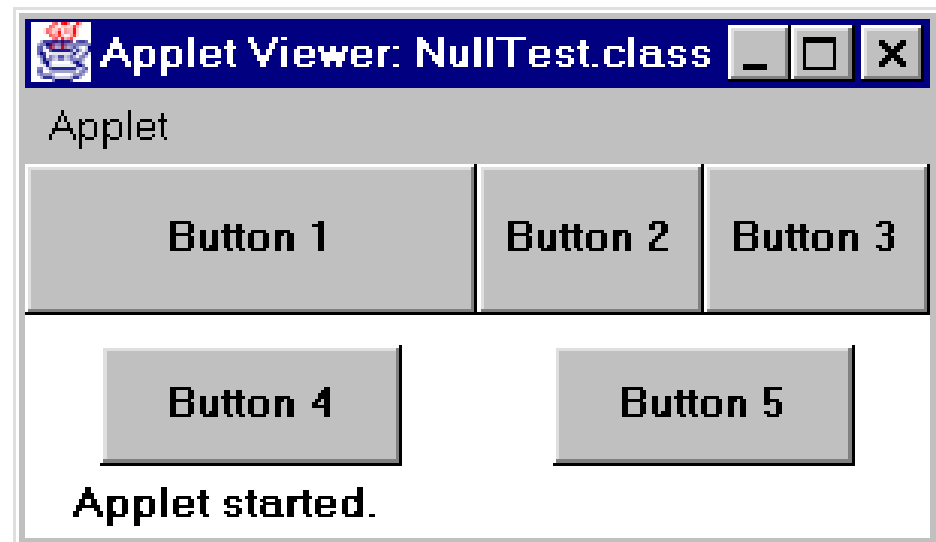 Applet Viewer: NullTest.class
Applet
Button 1 Button 2 Button 3
Button 4 Button 5
Applet started.